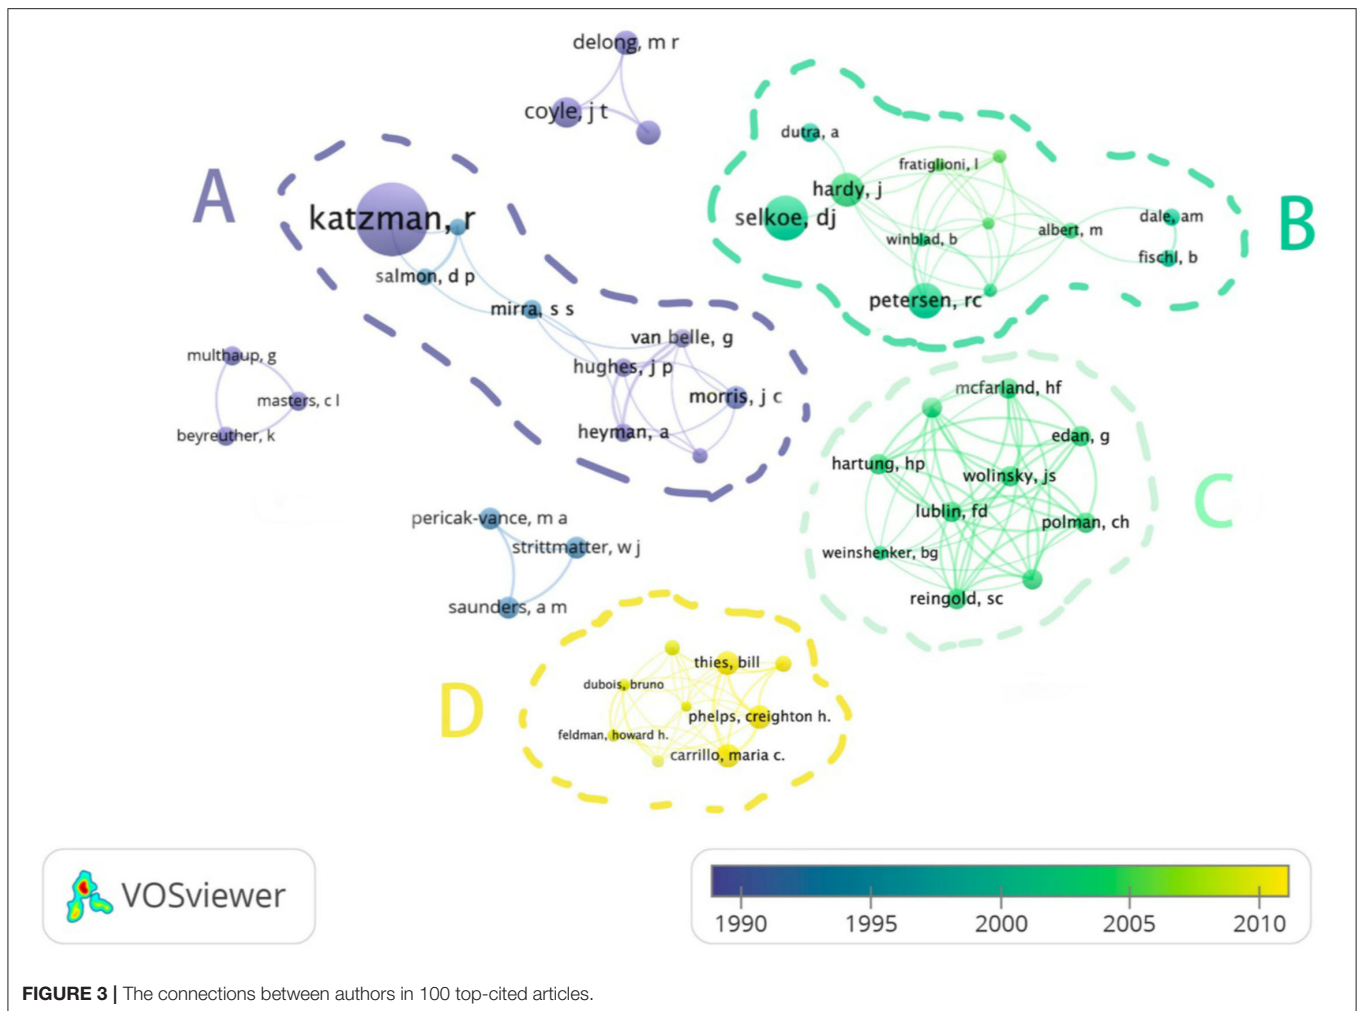 delong, m r
coyle, j t
A
katzman, r
salmon, d p
mirra, s s
van belle, g
hughes, j p
morris, j c
heyman, a
multhaup, g
masters, c l
beyreuther, k
dutra, a
fratiglioni, l
hardy, j
selkoe, dj
winblad, b
albert, m
dale, am
fischl, b
petersen, rc
B
mcfarland, hf
edan, g
hartung, hp
wolinsky, js
lublin, fd
polman, ch
weinshenker, bg
reingold, sc
C
pericak-vance, m a
strittmatter, w j
saunders, a m
D
thies, bill
dubois, bruno
phelps, creighton h.
feldman, howard h.
carrillo, maria c.
VOSviewer
1990 1995 2000 2005 2010
FIGURE 3 | The connections between authors in 100 top-cited articles.